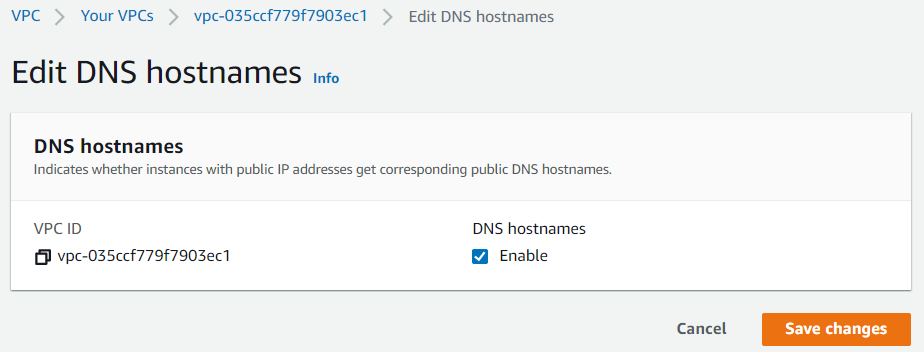 VPC > Your VPCs > vpc-035ccf779f7903ec1 > Edit DNS hostnames
Edit DNS hostnames Info
DNS hostnames
Indicates whether instances with public IP addresses get corresponding public DNS hostnames.
VPC ID DNS hostnames
vpc-035ccf779f7903ec1 Enable
Cancel Save changes